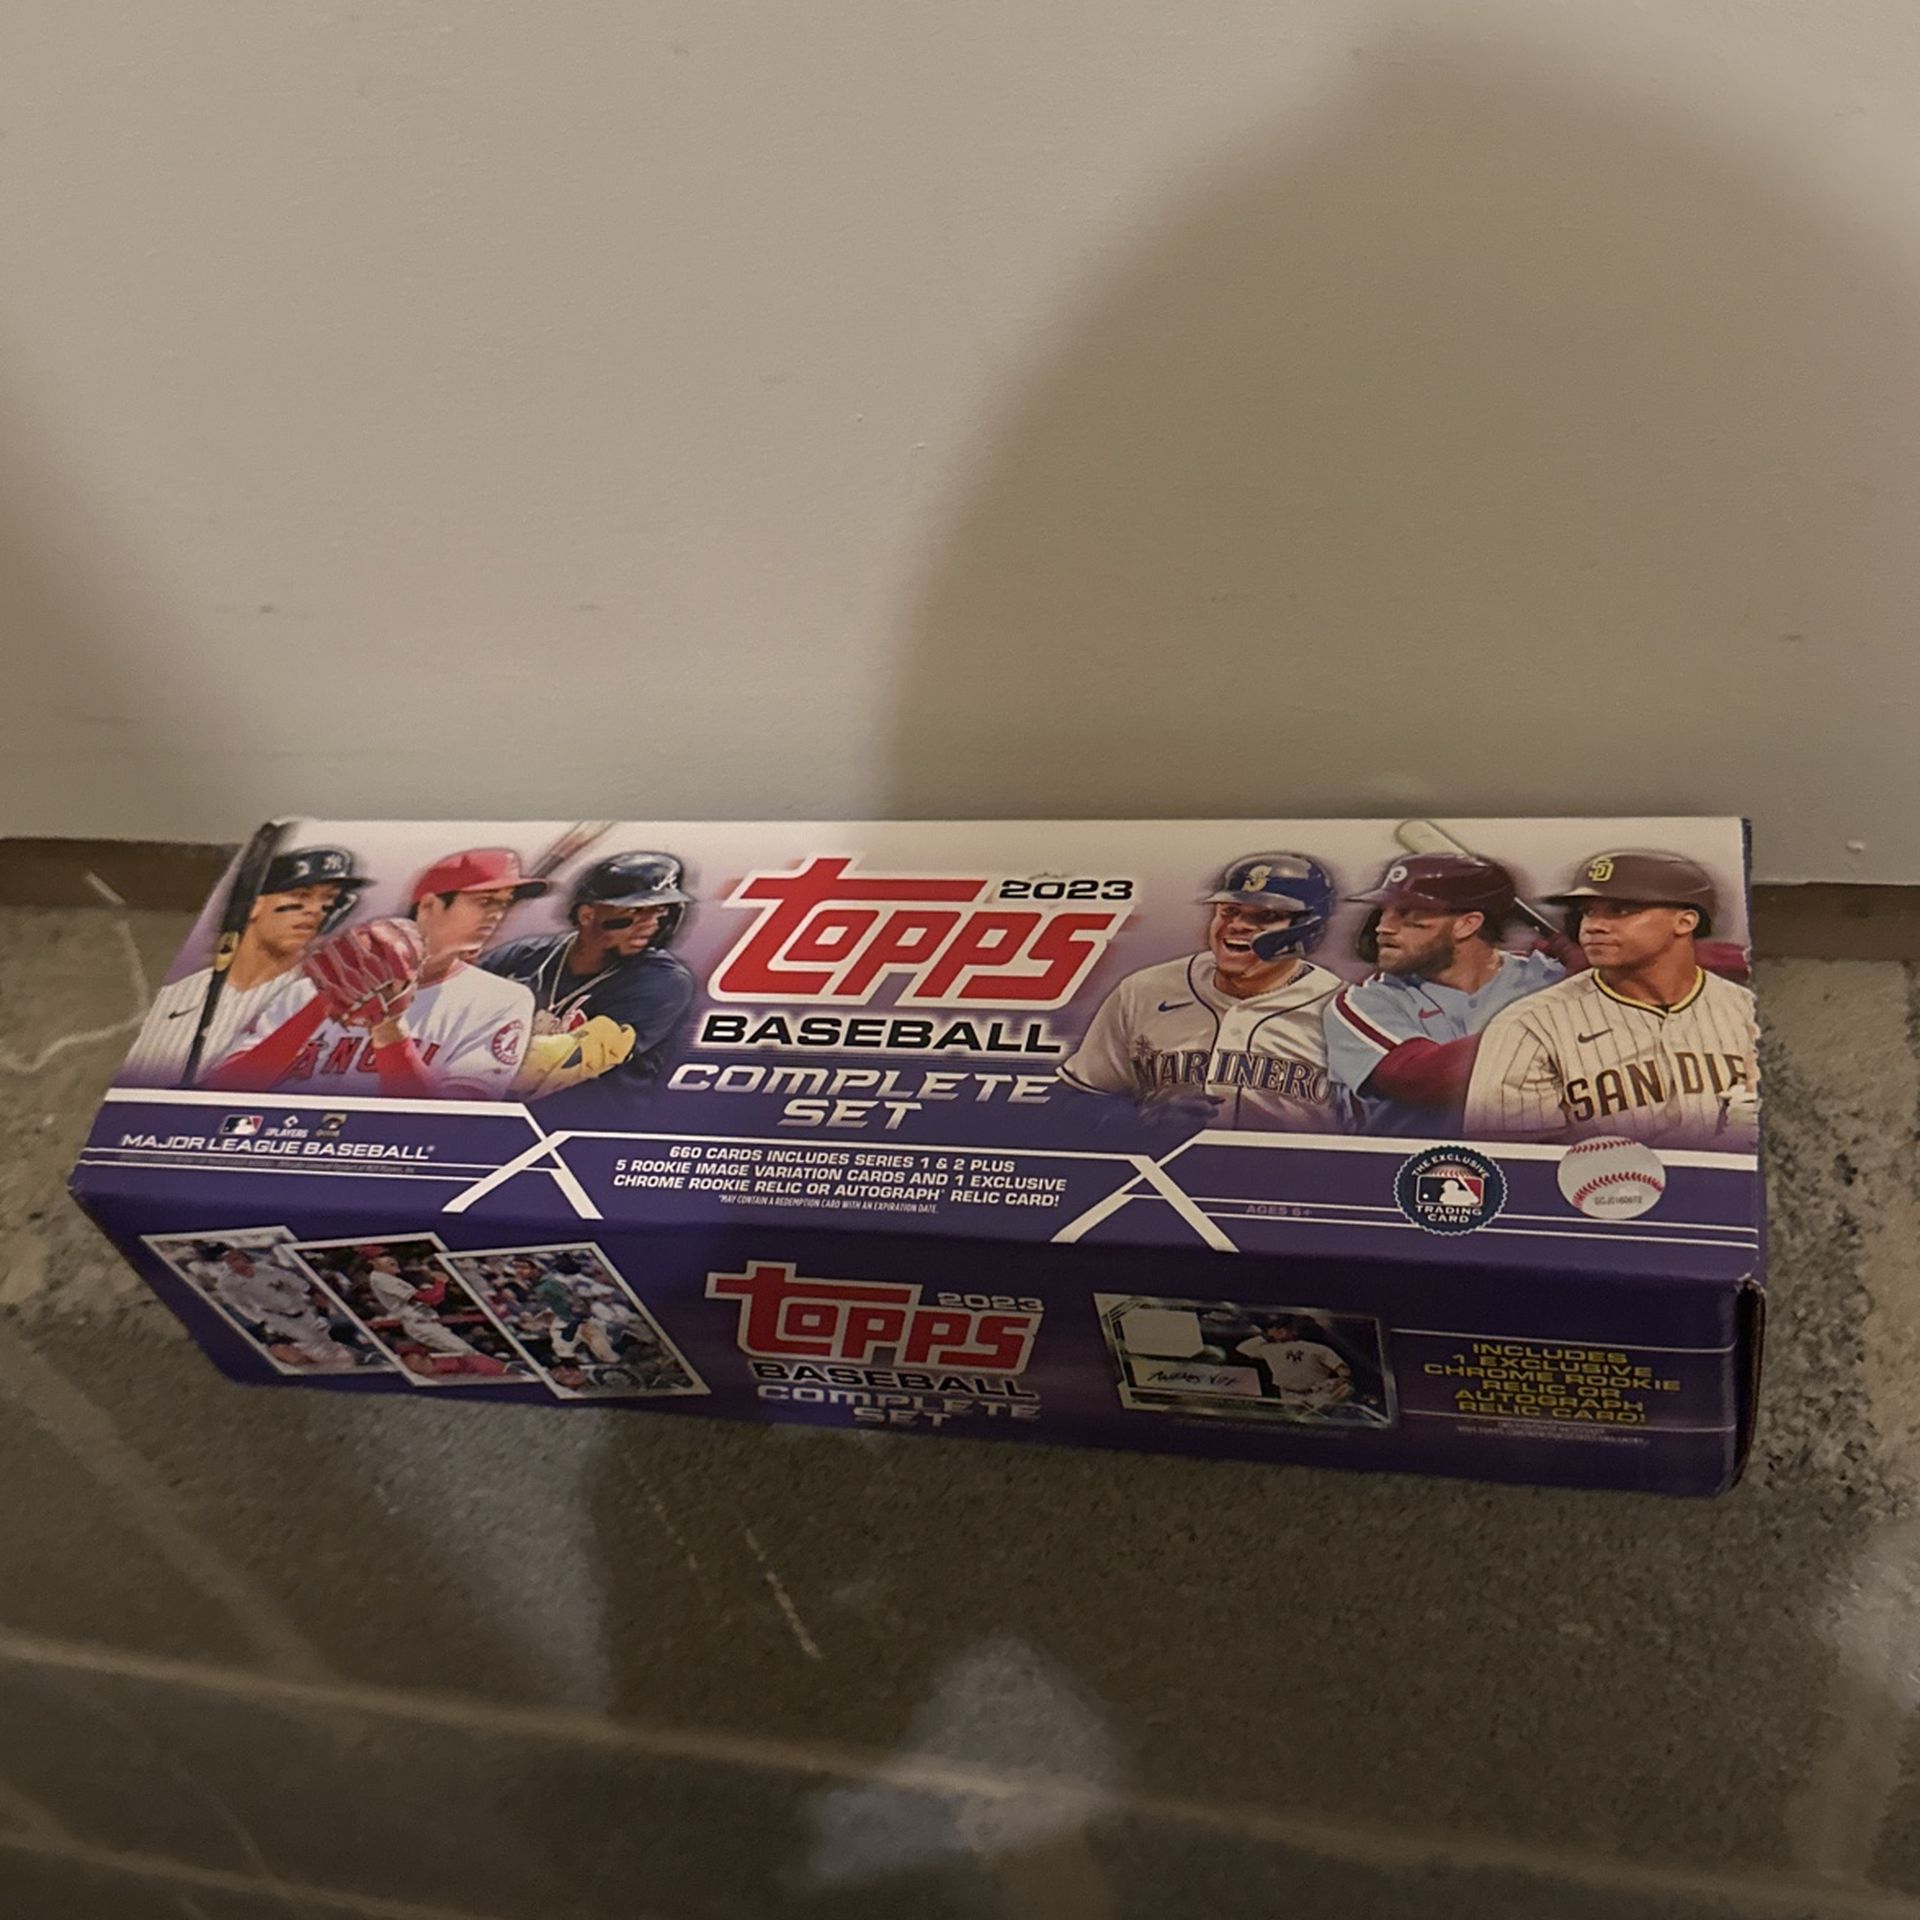 2023
TOPPS
BASEBALL
COMPLETE
SET
ANGEL
MARINERO
SAN DIE
PLAYERS
MAJOR LEAGUE BASEBALL®
660 CARDS INCLUDES SERIES 1 & 2 PLUS
5 ROOKIE IMAGE VARIATION CARDS AND 1 EXCLUSIVE
CHROME ROOKIE RELIC OR AUTOGRAPH* RELIC CARD!
*MAY CONTAIN A REDEMPTION CARD WITH AN EXPIRATION DATE.
AGES 6+
THE EXCLUSIVE
TRADING
CARD
2023
TOPPS
BASEBALL
COMPLETE
SET
INCLUDES
1 EXCLUSIVE
CHROME ROOKIE
RELIC OR
AUTOGRAPH
RELIC CARD!